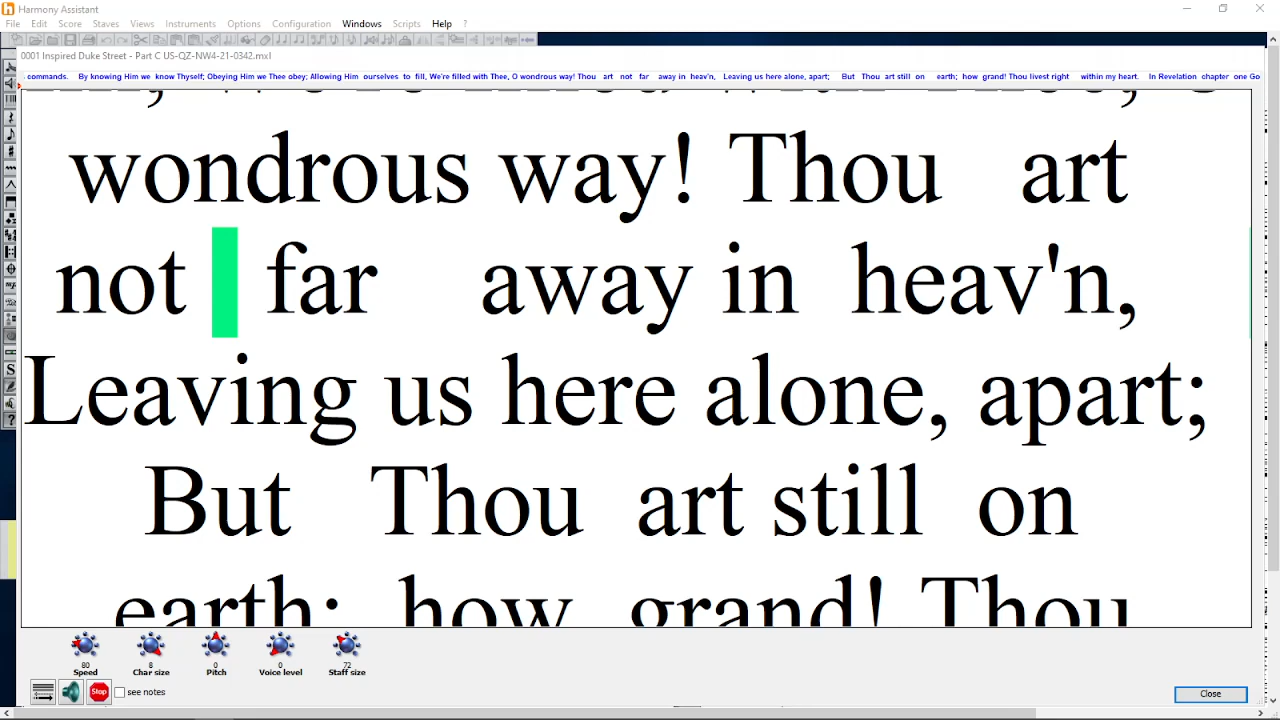 Harmony Assistant
File Edit Score Staves Views Instruments Options Configuration Windows Scripts Help ?
0001 Inspired Duke Street - Part C US-QZ-NW4-21-0342.mxl
commands. By knowing Him we know Thyself; Obeying Him we Thee obey; Allowing Him ourselves to fill, We're filled with Thee, O wondrous way! Thou art not far away in heav'n, Leaving us here alone, apart; But Thou art still on earth; how grand! Thou livest right within my heart. In Revelation chapter one Go
wondrous way! Thou art
not far away in heav'n,
Leaving us here alone, apart;
But Thou art still on
earth; how grand! Thou
80 8 0 0 72
Speed Char size Pitch Voice level Staff size
Stop see notes
Close